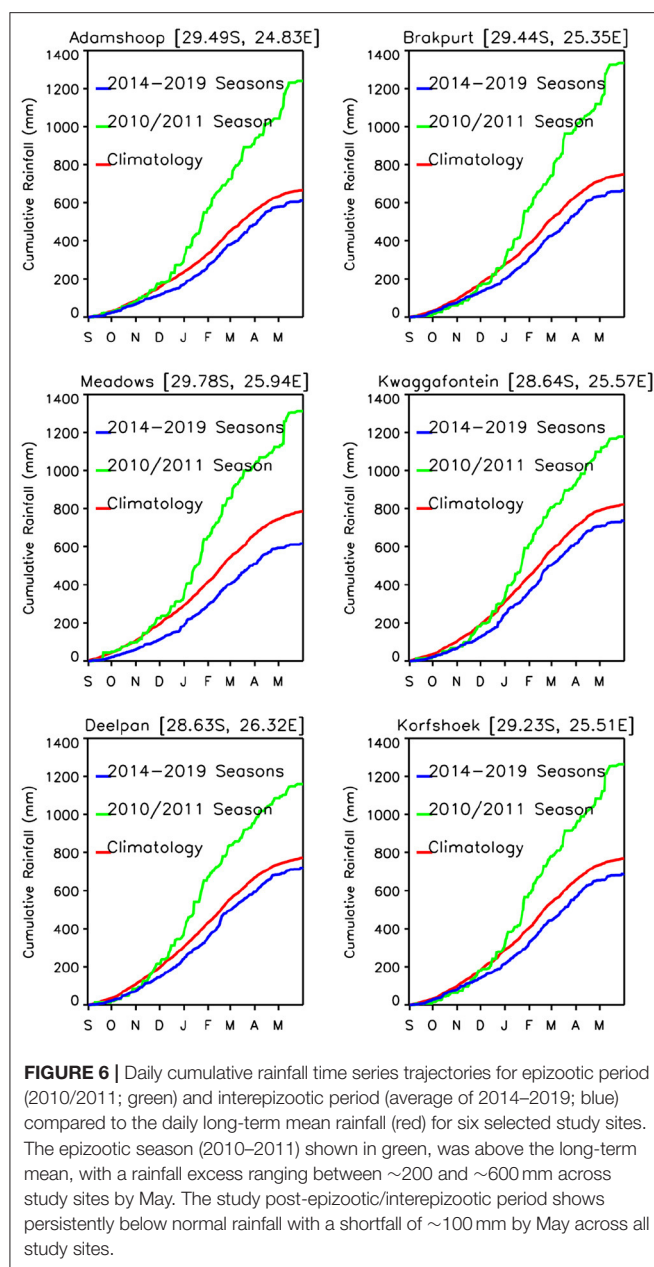 Adamshoop [29.49S, 24.83E]
Brakpurt [29.44S, 25.35E]
1400
1200
1000
800
600
400
200
0
Cumulative Rainfall (mm)
2014-2019 Seasons
2010/2011 Season
Climatology
S O N D J F M A M
1400
1200
1000
800
600
400
200
0
Cumulative Rainfall (mm)
2014-2019 Seasons
2010/2011 Season
Climatology
S O N D J F M A M
Meadows [29.78S, 25.94E]
Kwaggafontein [28.64S, 25.57E]
1400
1200
1000
800
600
400
200
0
Cumulative Rainfall (mm)
2014-2019 Seasons
2010/2011 Season
Climatology
S O N D J F M A M
1400
1200
1000
800
600
400
200
0
Cumulative Rainfall (mm)
2014-2019 Seasons
2010/2011 Season
Climatology
S O N D J F M A M
Deelpan [28.63S, 26.32E]
Korfshoek [29.23S, 25.51E]
1400
1200
1000
800
600
400
200
0
Cumulative Rainfall (mm)
2014-2019 Seasons
2010/2011 Season
Climatology
S O N D J F M A M
1400
1200
1000
800
600
400
200
0
Cumulative Rainfall (mm)
2014-2019 Seasons
2010/2011 Season
Climatology
S O N D J F M A M
FIGURE 6 | Daily cumulative rainfall time series trajectories for epizootic period
(2010/2011; green) and interepizootic period (average of 2014–2019; blue)
compared to the daily long-term mean rainfall (red) for six selected study sites.
The epizootic season (2010–2011) shown in green, was above the long-term
mean, with a rainfall excess ranging between ~200 and ~600 mm across
study sites by May. The study post-epizootic/interepizootic period shows
persistently below normal rainfall with a shortfall of ~100 mm by May across all
study sites.